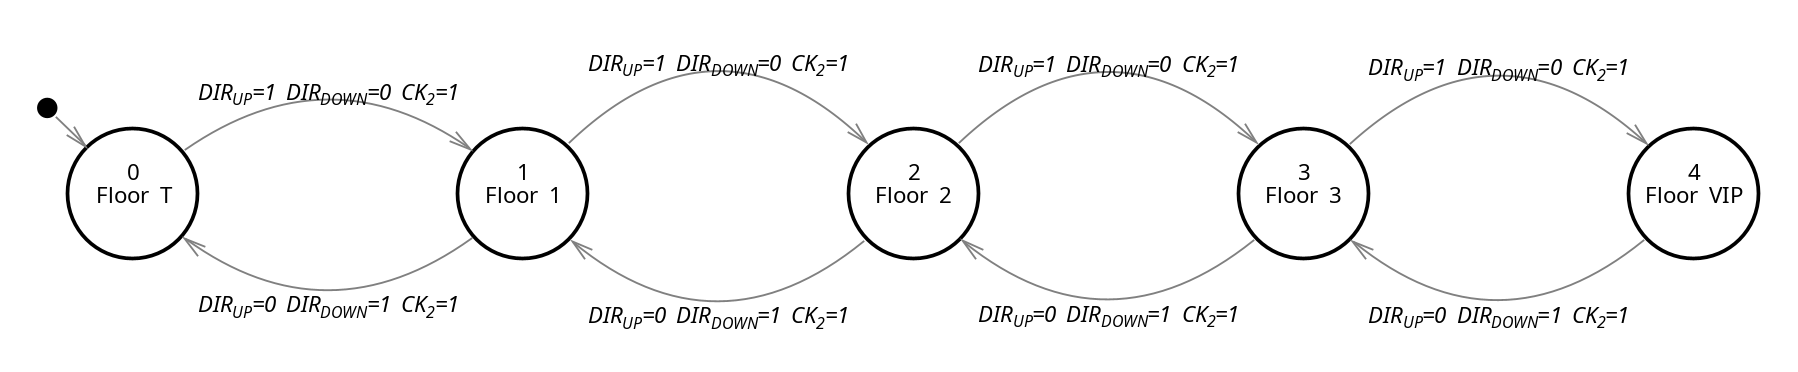 DIR_UP=1 DIR_DOWN=0 CK_2=1
DIR_UP=1 DIR_DOWN=0 CK_2=1
DIR_UP=1 DIR_DOWN=0 CK_2=1
DIR_UP=1 DIR_DOWN=0 CK_2=1
0
Floor T
1
Floor 1
2
Floor 2
3
Floor 3
4
Floor VIP
DIR_UP=0 DIR_DOWN=1 CK_2=1
DIR_UP=0 DIR_DOWN=1 CK_2=1
DIR_UP=0 DIR_DOWN=1 CK_2=1
DIR_UP=0 DIR_DOWN=1 CK_2=1